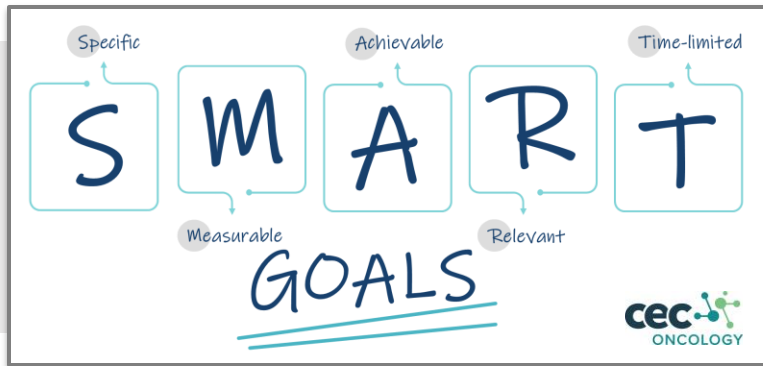 Specific Achievable Time-limited
S M A R T
Measurable Relevant
GOALS
cec
ONCOLOGY